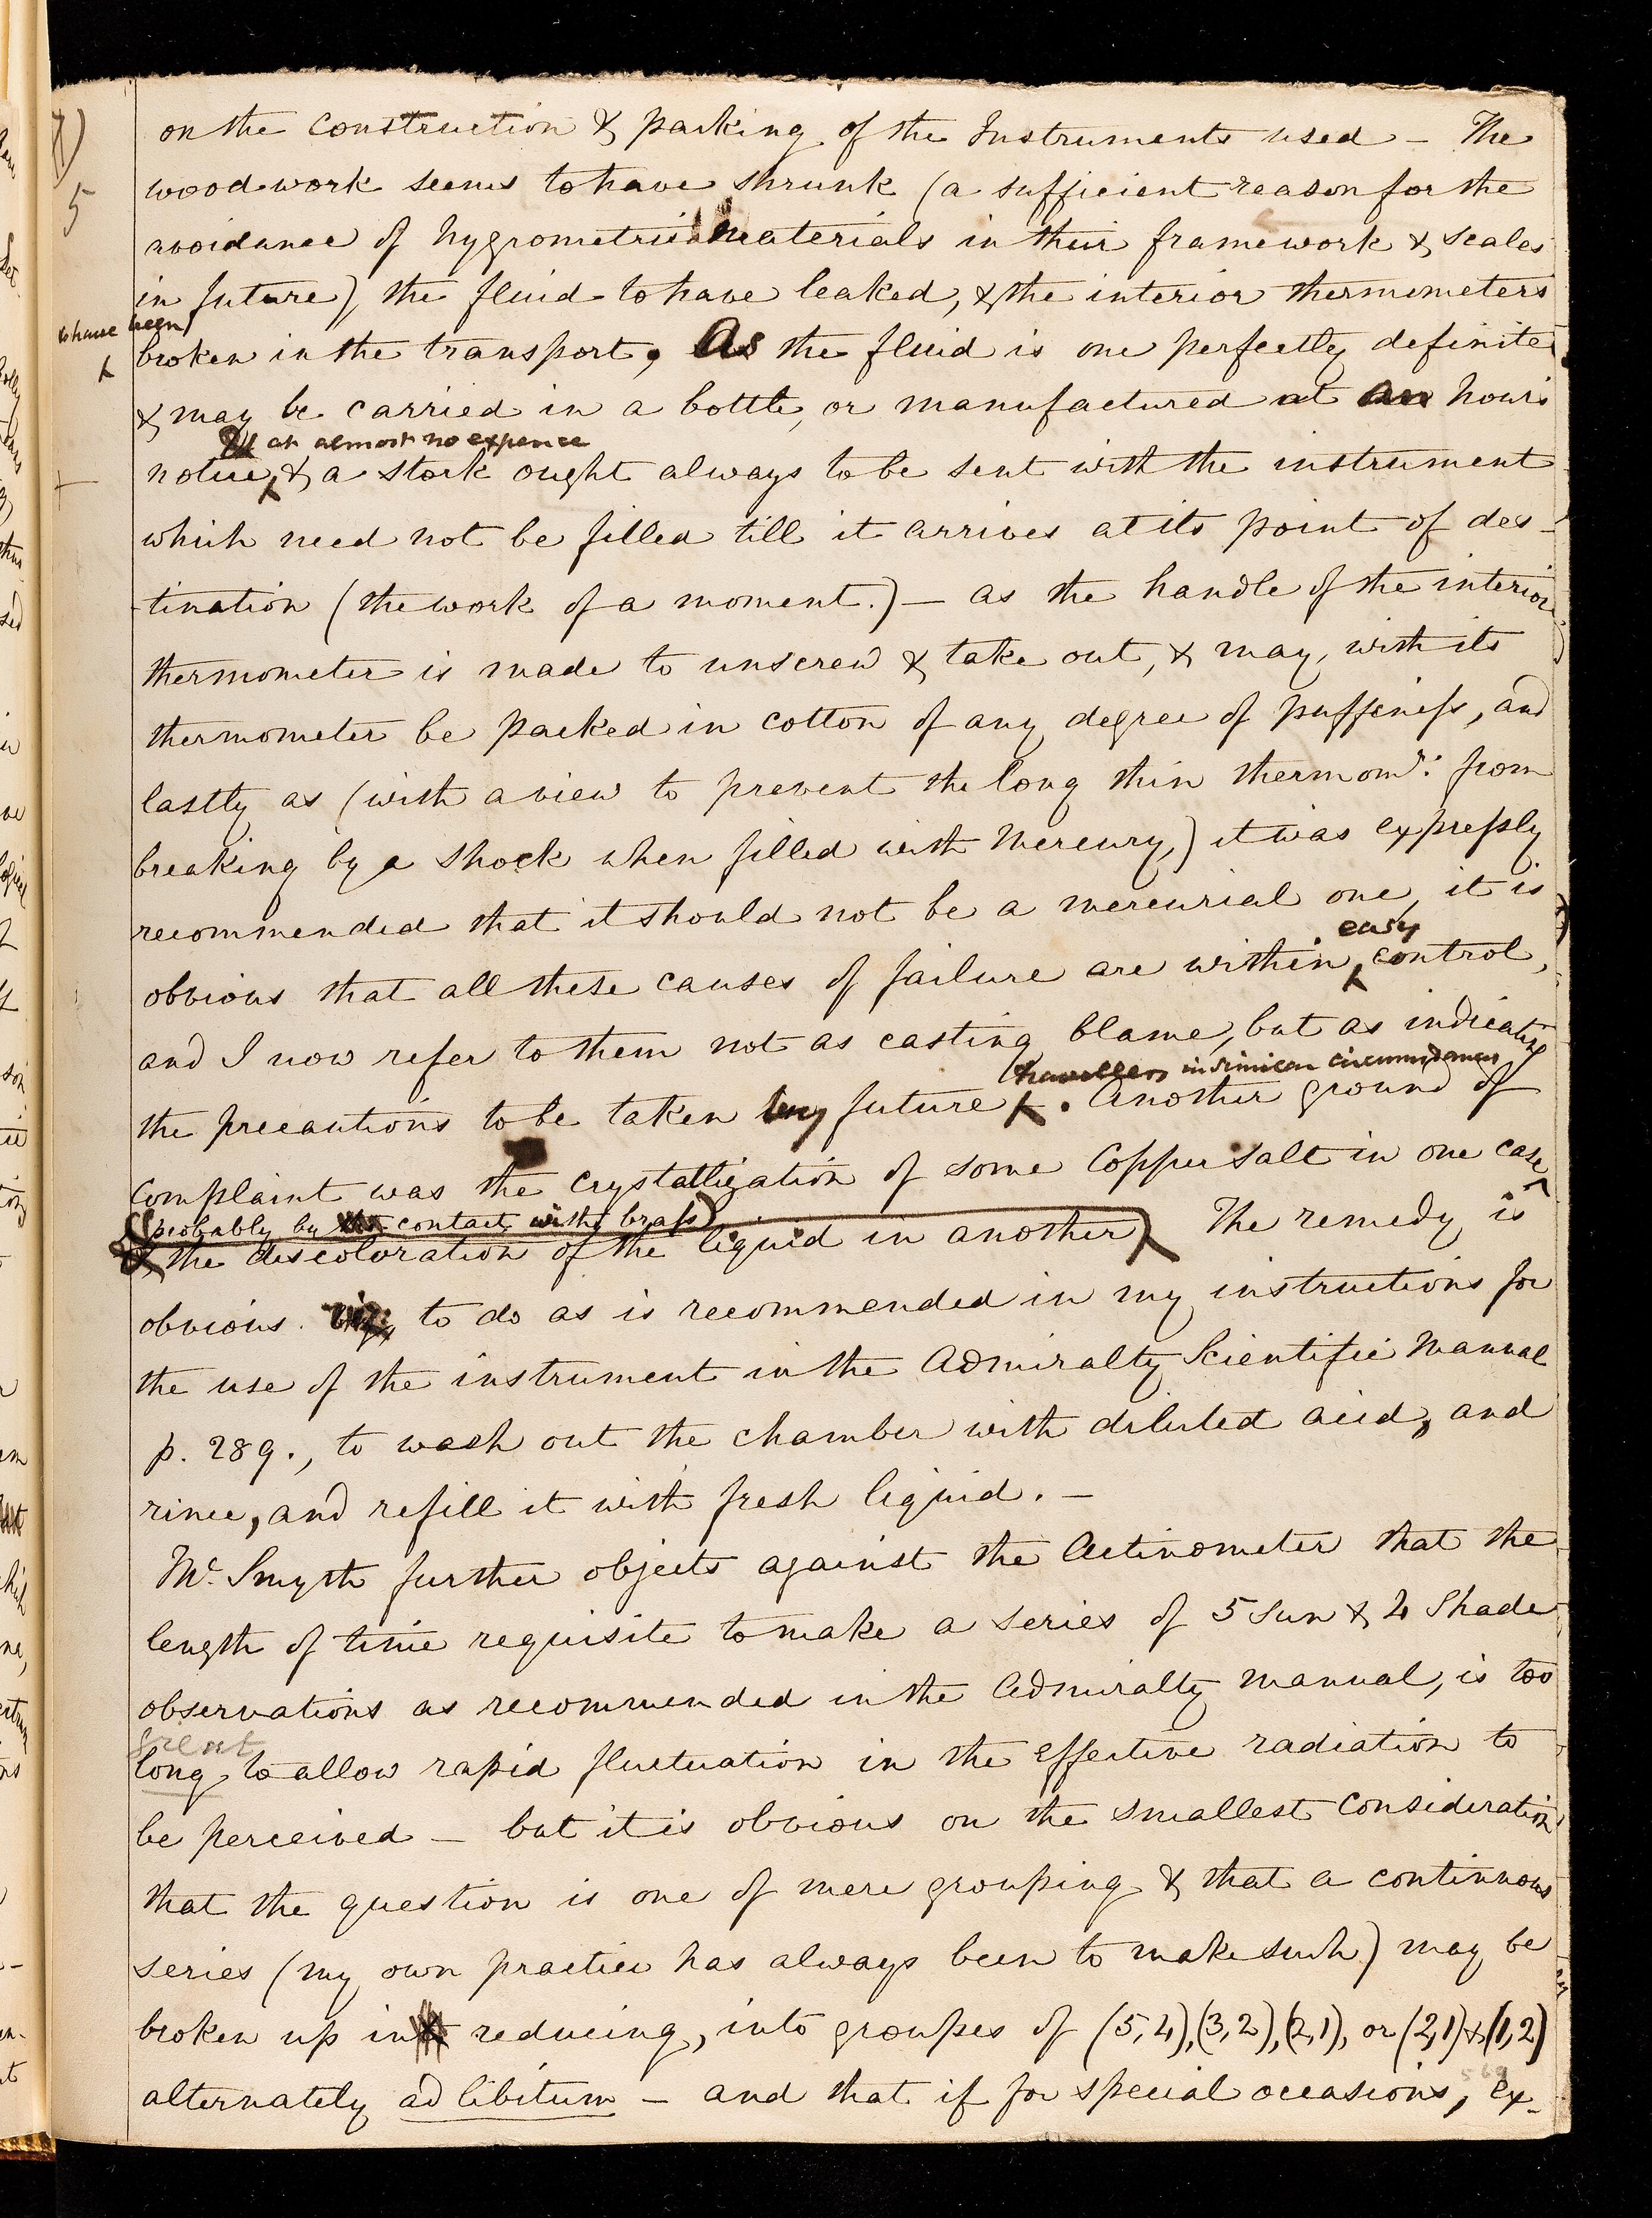 5
on the construction & packing of the Instruments used – The
woodwork seems to have shrunk (a sufficient reason for the
avoidance of hygrometric materials in their framework & scales
in future), the fluid to have leaked, & the interior thermometers
to have been
broken in the transport, As the fluid is one perfectly definite
& may be carried in a bottle, or manufactured at an hour's
at almost no expence
notice, & a stock ought always to be sent with the instrument
which need not be filled till it arrives at its point of des-
-tination (the work of a moment.) – as the handle of the interior
thermometer is made to unscrew & take out, & may, with its
thermometer be packed in cotton of any degree of puffiness, and
lastly as (with a view to prevent the long thin thermomr: from
breaking by a shock when filled with Mercury,) it was expressly
recommended that it should not be a mercurial one, it is
easy
obvious that all these causes of failure are within control,
and I now refer to them not as casting blame, but as indicating
travellers in similar circumstances
the precautions to be taken by future . Another ground of
complaint was the crystallization of some Copper salt in one case
(probably by contact with brass)
& the discoloration of the liquid in another) The remedy is
obvious. viz: to do as is recommended in my instructions for
the use of the instrument in the Admiralty Scientific Manual
p. 289., to wash out the chamber with diluted acid, and
rince, and refill it with fresh liquid. –
Mr. Smyth further objects against the Actinometer that the
length of time requisite to make a series of 5 Sun & 4 Shade
observations as recommended in the Admiralty Manual, is too
great
long to allow rapid fluctuation in the effective radiation to
be perceived – but it is obvious on the smallest consideration
that the question is one of mere grouping & that a continuous
series (my own practice has always been to make such) may be
broken up in reducing, into groupes of (5,4),(3,2),(2,1), or (2,1)&(1,2)
alternately ad libitum – and that if for special occasions, ex-